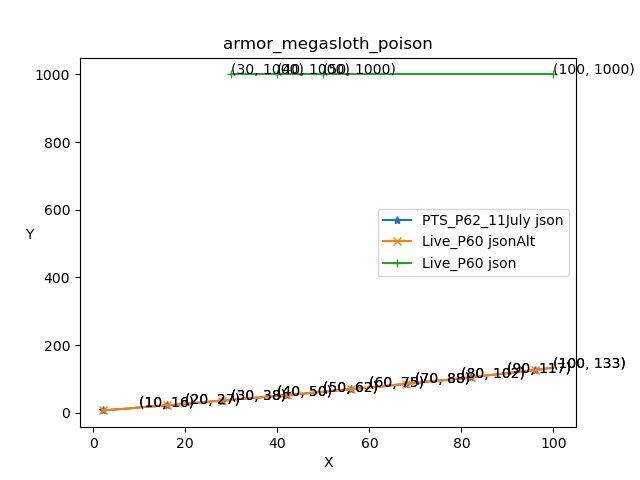 armor_megasloth_poison
(30, 1000) (40, 1000) (50, 1000) (100, 1000)
1000
800
600
400
200
0
Y
PTS_P62_11July json
Live_P60 jsonAlt
Live_P60 json
(10, 16) (20, 27) (30, 38) (40, 50) (50, 62) (60, 75) (70, 88) (80, 102) (90, 117) (100, 133)
0 20 40 60 80 100
X